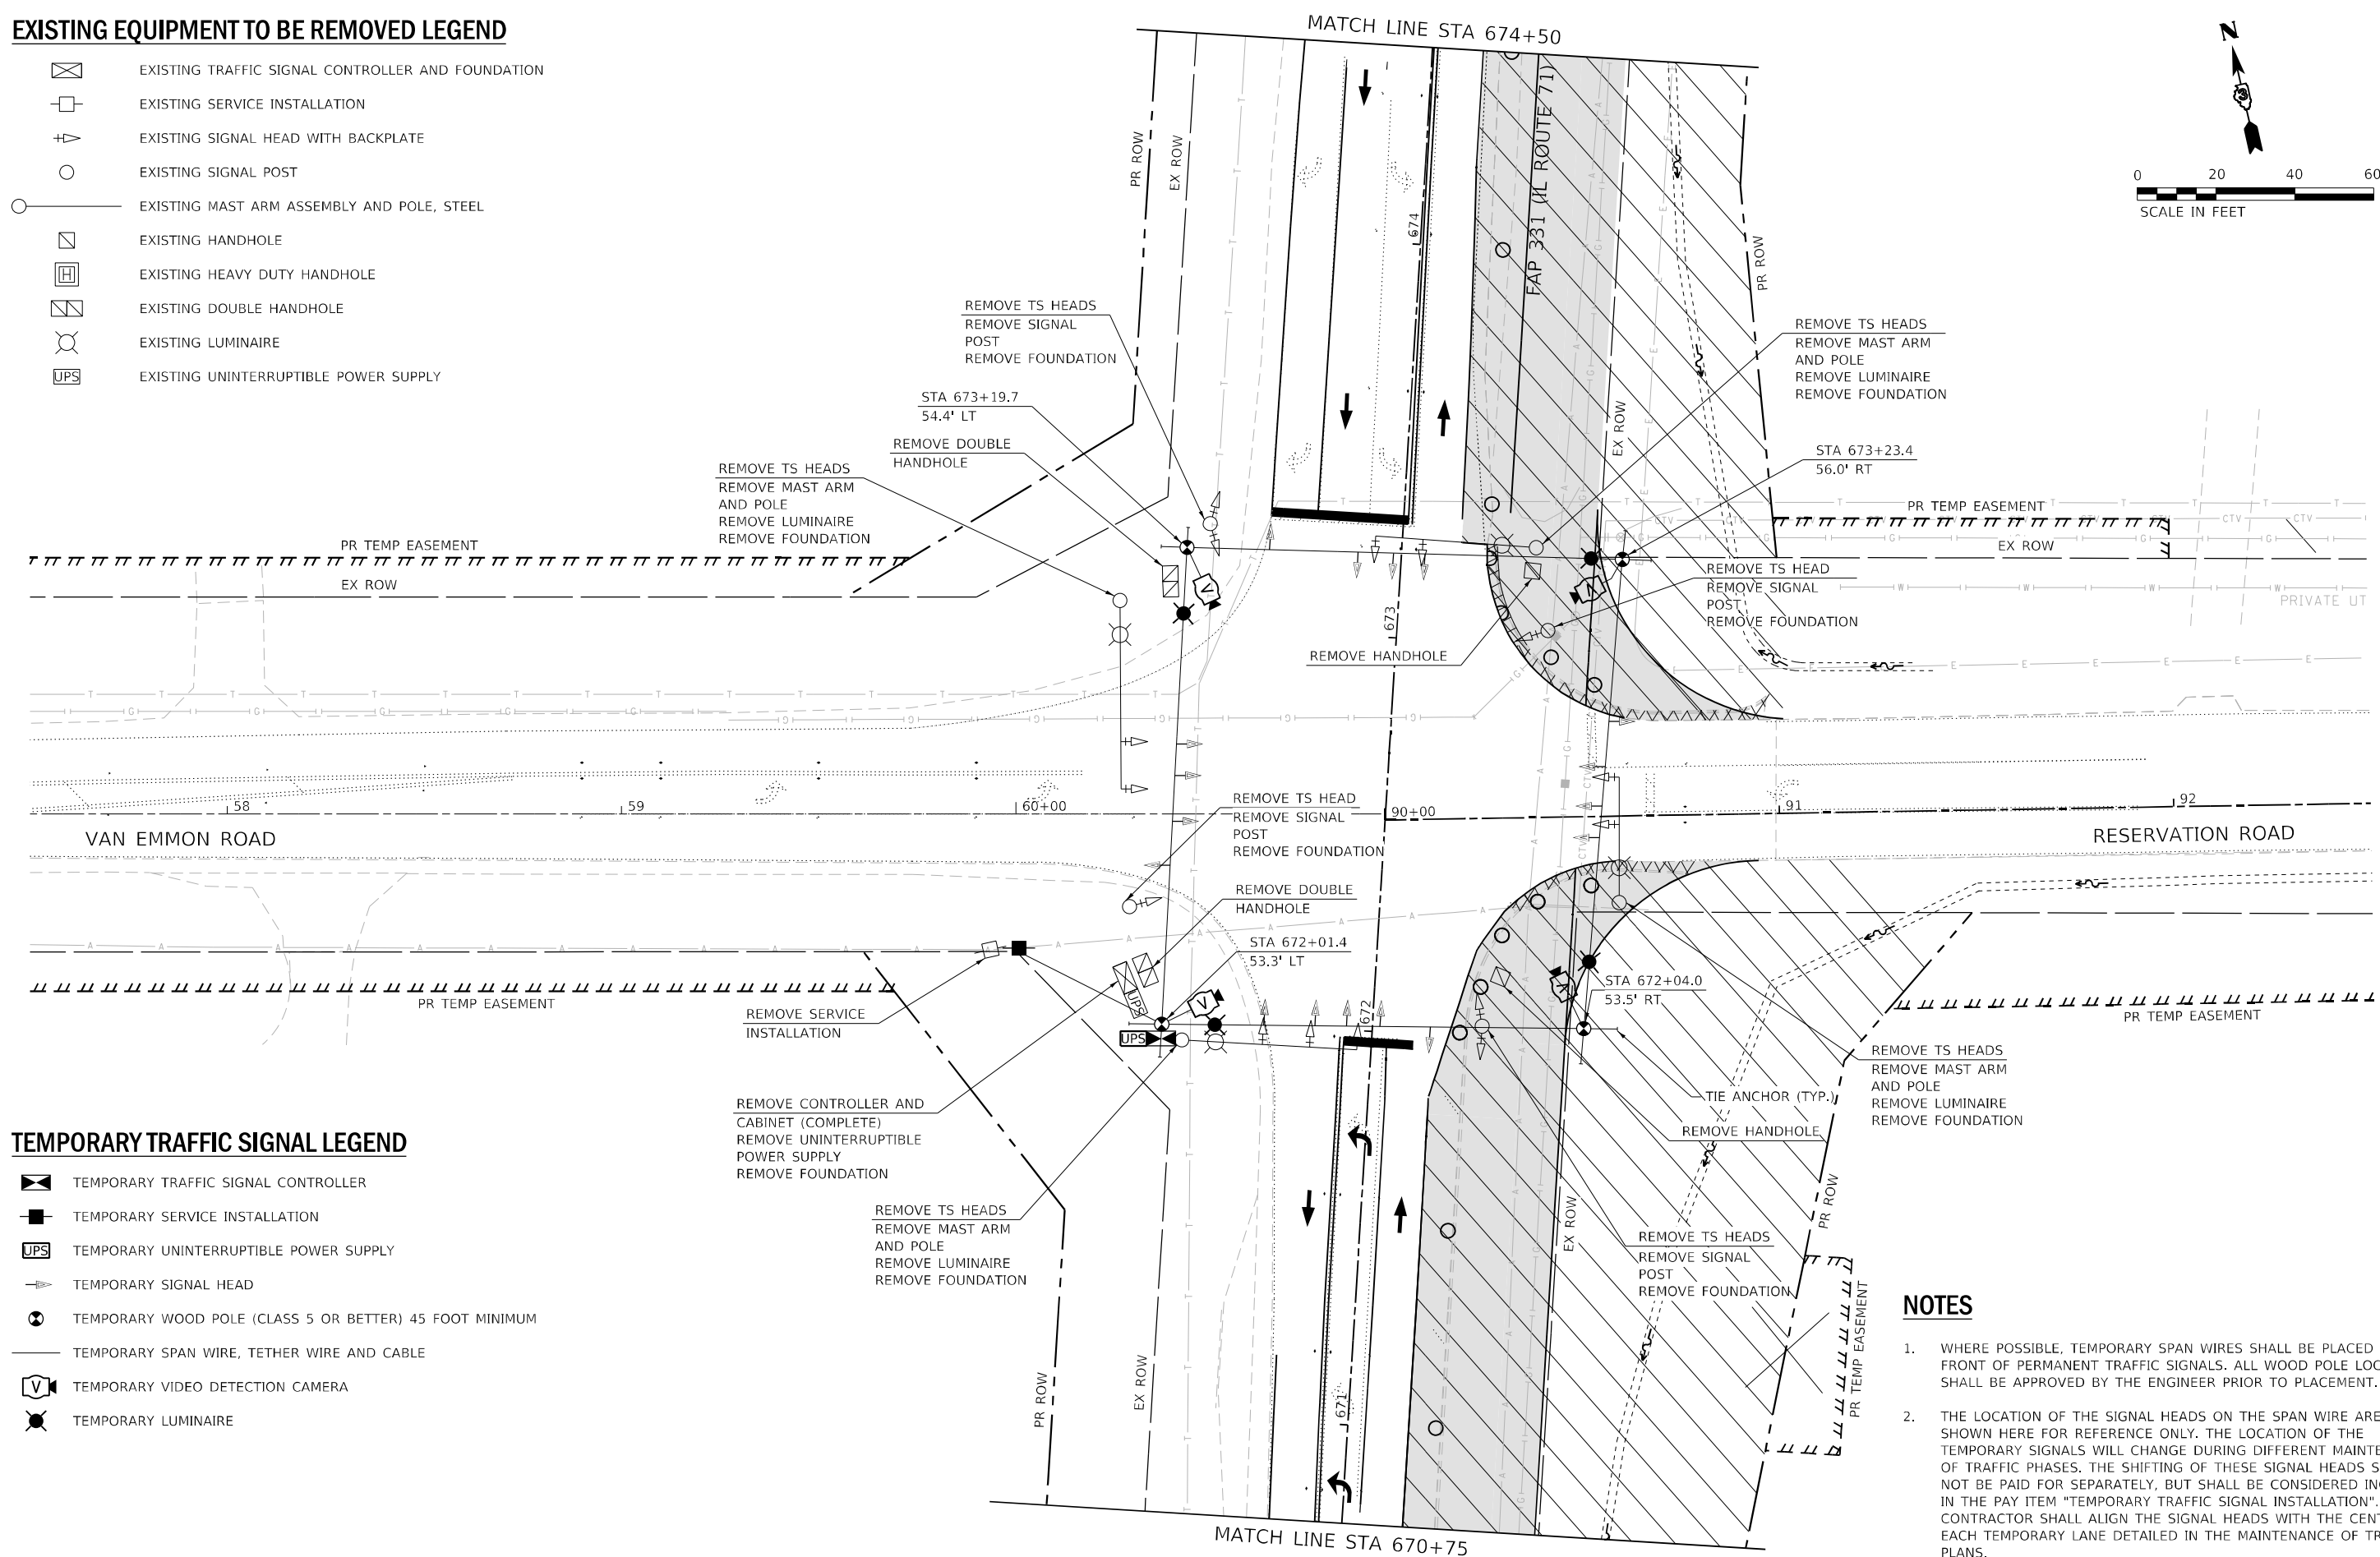 EXISTING EQUIPMENT TO BE REMOVED LEGEND
EXISTING TRAFFIC SIGNAL CONTROLLER AND FOUNDATION
EXISTING SERVICE INSTALLATION
EXISTING SIGNAL HEAD WITH BACKPLATE
EXISTING SIGNAL POST
EXISTING MAST ARM ASSEMBLY AND POLE, STEEL
EXISTING HANDHOLE
H EXISTING HEAVY DUTY HANDHOLE
EXISTING DOUBLE HANDHOLE
EXISTING LUMINAIRE
UPS EXISTING UNINTERRUPTIBLE POWER SUPPLY
MATCH LINE STA 674+50
N
0 20 40 60
SCALE IN FEET
PR ROW
EX ROW
674
FAP 331 (IL ROUTE 71)
PR ROW
EX ROW
REMOVE TS HEADS
REMOVE SIGNAL
POST
REMOVE FOUNDATION
STA 673+19.7
54.4' LT
REMOVE DOUBLE
HANDHOLE
REMOVE TS HEADS
REMOVE MAST ARM
AND POLE
REMOVE LUMINAIRE
REMOVE FOUNDATION
REMOVE TS HEADS
REMOVE MAST ARM
AND POLE
REMOVE LUMINAIRE
REMOVE FOUNDATION
STA 673+23.4
56.0' RT
PR TEMP EASEMENT
EX ROW
PR TEMP EASEMENT
EX ROW
REMOVE TS HEAD
REMOVE SIGNAL
POST
REMOVE FOUNDATION
PRIVATE UT
673
REMOVE HANDHOLE
V
V
58
59
60+00
90+00
91
92
VAN EMMON ROAD
RESERVATION ROAD
REMOVE TS HEAD
REMOVE SIGNAL
POST
REMOVE FOUNDATION
REMOVE DOUBLE
HANDHOLE
STA 672+01.4
53.3' LT
PR TEMP EASEMENT
UPS
V
UPS
672
V
STA 672+04.0
53.5' RT
PR TEMP EASEMENT
REMOVE SERVICE
INSTALLATION
REMOVE CONTROLLER AND
CABINET (COMPLETE)
REMOVE UNINTERRUPTIBLE
POWER SUPPLY
REMOVE FOUNDATION
REMOVE TS HEADS
REMOVE MAST ARM
AND POLE
REMOVE LUMINAIRE
REMOVE FOUNDATION
REMOVE TS HEADS
REMOVE MAST ARM
AND POLE
REMOVE LUMINAIRE
REMOVE FOUNDATION
TIE ANCHOR (TYP.)
REMOVE HANDHOLE
REMOVE TS HEADS
REMOVE SIGNAL
POST
REMOVE FOUNDATION
PR ROW
EX ROW
PR TEMP EASEMENT
PR ROW
EX ROW
671
MATCH LINE STA 670+75
TEMPORARY TRAFFIC SIGNAL LEGEND
TEMPORARY TRAFFIC SIGNAL CONTROLLER
TEMPORARY SERVICE INSTALLATION
UPS TEMPORARY UNINTERRUPTIBLE POWER SUPPLY
TEMPORARY SIGNAL HEAD
TEMPORARY WOOD POLE (CLASS 5 OR BETTER) 45 FOOT MINIMUM
TEMPORARY SPAN WIRE, TETHER WIRE AND CABLE
V TEMPORARY VIDEO DETECTION CAMERA
TEMPORARY LUMINAIRE
NOTES
1. WHERE POSSIBLE, TEMPORARY SPAN WIRES SHALL BE PLACED
FRONT OF PERMANENT TRAFFIC SIGNALS. ALL WOOD POLE LOC
SHALL BE APPROVED BY THE ENGINEER PRIOR TO PLACEMENT.
2. THE LOCATION OF THE SIGNAL HEADS ON THE SPAN WIRE ARE
SHOWN HERE FOR REFERENCE ONLY. THE LOCATION OF THE
TEMPORARY SIGNALS WILL CHANGE DURING DIFFERENT MAINTE
OF TRAFFIC PHASES. THE SHIFTING OF THESE SIGNAL HEADS S
NOT BE PAID FOR SEPARATELY, BUT SHALL BE CONSIDERED IN
IN THE PAY ITEM "TEMPORARY TRAFFIC SIGNAL INSTALLATION".
CONTRACTOR SHALL ALIGN THE SIGNAL HEADS WITH THE CENT
EACH TEMPORARY LANE DETAILED IN THE MAINTENANCE OF TR
PLANS.